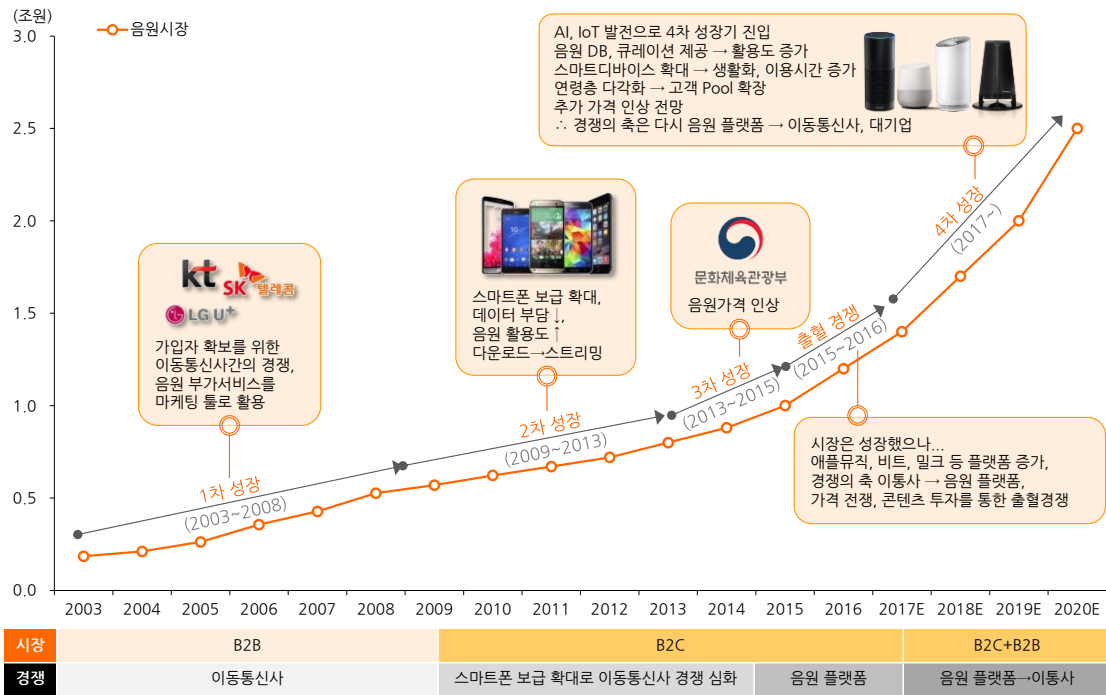 (조원)
3.0
2.5
2.0
1.5
1.0
0.5
0.0
음원시장
AI, IoT 발전으로 4차 성장기 진입
음원 DB, 큐레이션 제공 → 활용도 증가
스마트디바이스 확대 → 생활화, 이용시간 증가
연령층 다각화 → 고객 Pool 확장
추가 가격 인상 전망
∴ 경쟁의 축은 다시 음원 플랫폼 → 이동통신사, 대기업
kt
SK 텔레콤
LG U+
가입자 확보를 위한
이동통신사간의 경쟁,
음원 부가서비스를
마케팅 툴로 활용
스마트폰 보급 확대,
데이터 부담 ↓,
음원 활용도 ↑
다운로드→스트리밍
문화체육관광부
음원가격 인상
시장은 성장했으나...
애플뮤직, 비트, 밀크 등 플랫폼 증가,
경쟁의 축 이통사 → 음원 플랫폼,
가격 전쟁, 콘텐츠 투자를 통한 출혈경쟁
1차 성장
(2003~2008)
2차 성장
(2009~2013)
3차 성장
(2013~2015)
출혈 경쟁
(2015~2016)
4차 성장
(2017~)
2003 2004 2005 2006 2007 2008 2009 2010 2011 2012 2013 2014 2015 2016 2017E 2018E 2019E 2020E
시장 B2B B2C B2C+B2B
경쟁 이동통신사 스마트폰 보급 확대로 이동통신사 경쟁 심화 음원 플랫폼 음원 플랫폼→이통사